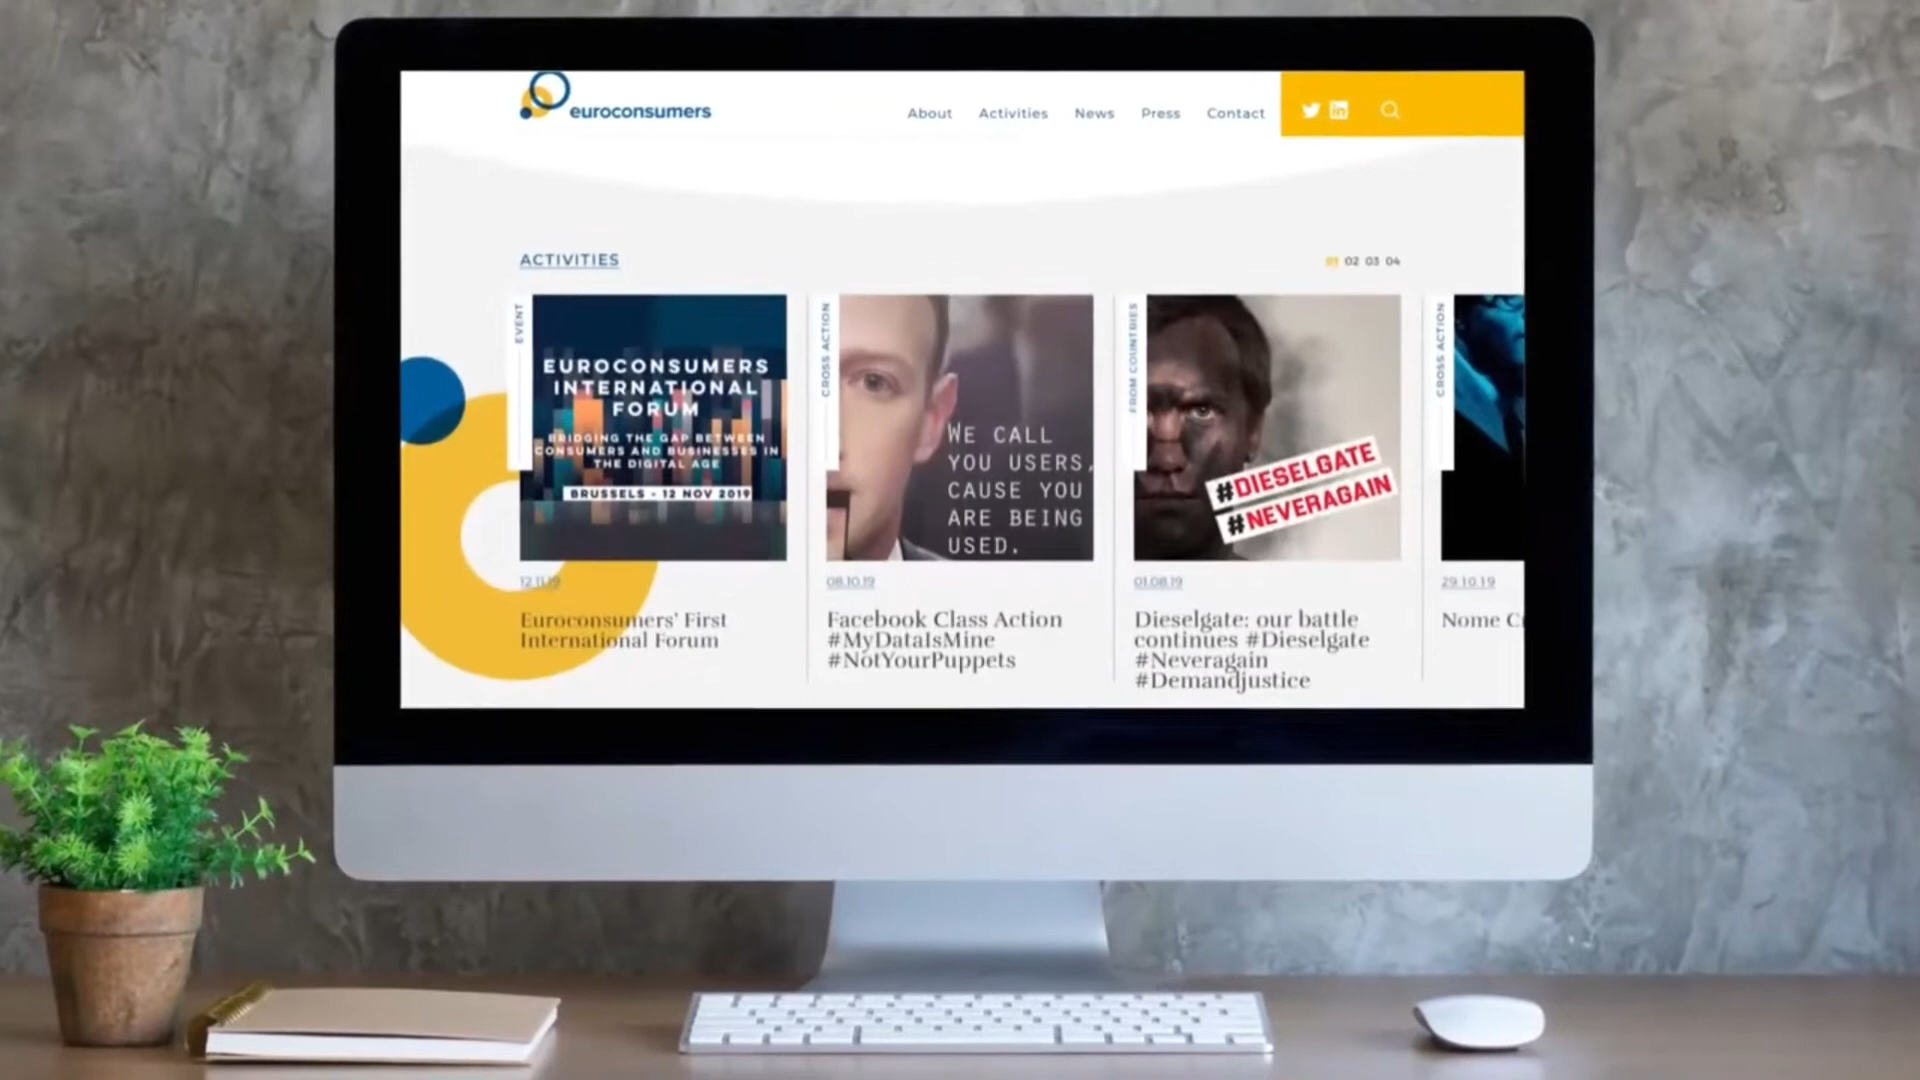 euroconsumers
About Activities News Press Contact
ACTIVITIES
01 02 03 04
EVENT
EUROCONSUMERS
INTERNATIONAL
FORUM
BRIDGING THE GAP BETWEEN
CONSUMERS AND BUSINESSES IN
THE DIGITAL AGE
BRUSSELS - 12 NOV 2019
12.11.19
Euroconsumers' First
International Forum
CROSS ACTION
WE CALL
YOU USERS,
CAUSE YOU
ARE BEING
USED.
08.10.19
Facebook Class Action
#MyDataIsMine
#NotYourPuppets
FROM COUNTRIES
#DIESELGATE
#NEVERAGAIN
01.08.19
Dieselgate: our battle
continues #Dieselgate
#Neveragain
#Demandjustice
CROSS ACTION
29.10.19
Nome